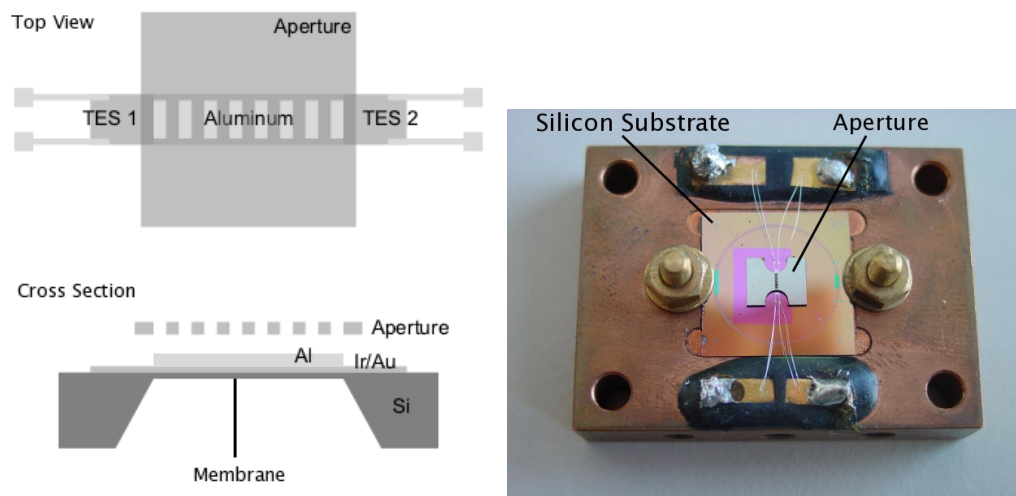 Top View
Aperture
TES 1
Aluminum
TES 2
Cross Section
Aperture
Al
Ir/Au
Si
Membrane
Silicon Substrate
Aperture